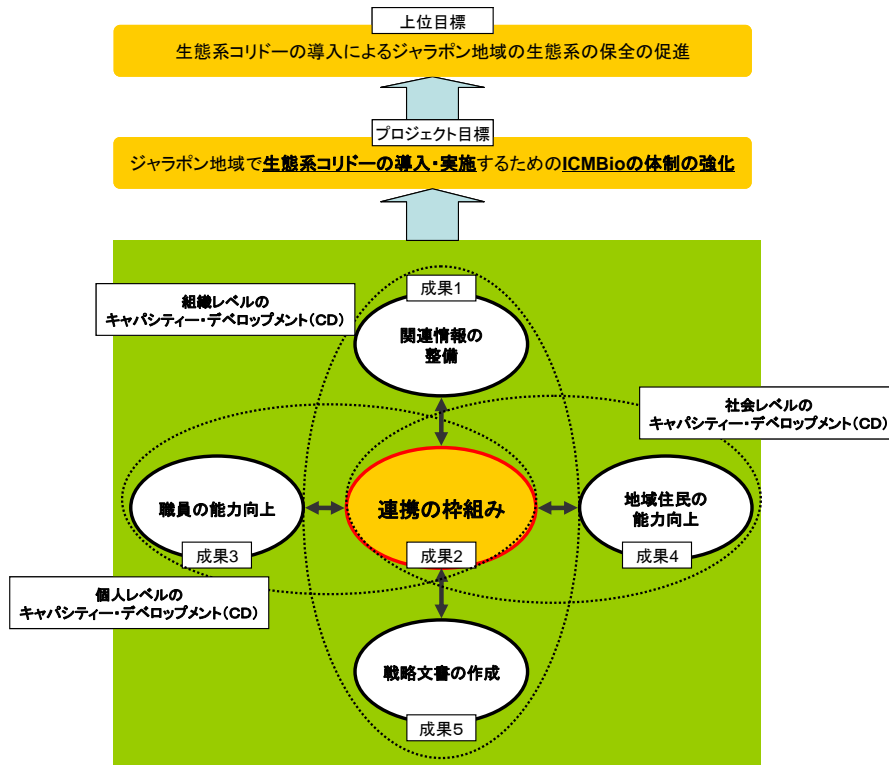 上位目標
生態系コリドーの導入によるジャラポン地域の生態系の保全の促進
プロジェクト目標
ジャラポン地域で生態系コリドーの導入・実施するためのICMBioの体制の強化
成果1
組織レベルの
キャパシティー・デベロップメント(CD)
関連情報の
整備
社会レベルの
キャパシティー・デベロップメント(CD)
職員の能力向上
成果3
連携の枠組み
成果2
地域住民の
能力向上
成果4
個人レベルの
キャパシティー・デベロップメント(CD)
戦略文書の作成
成果5